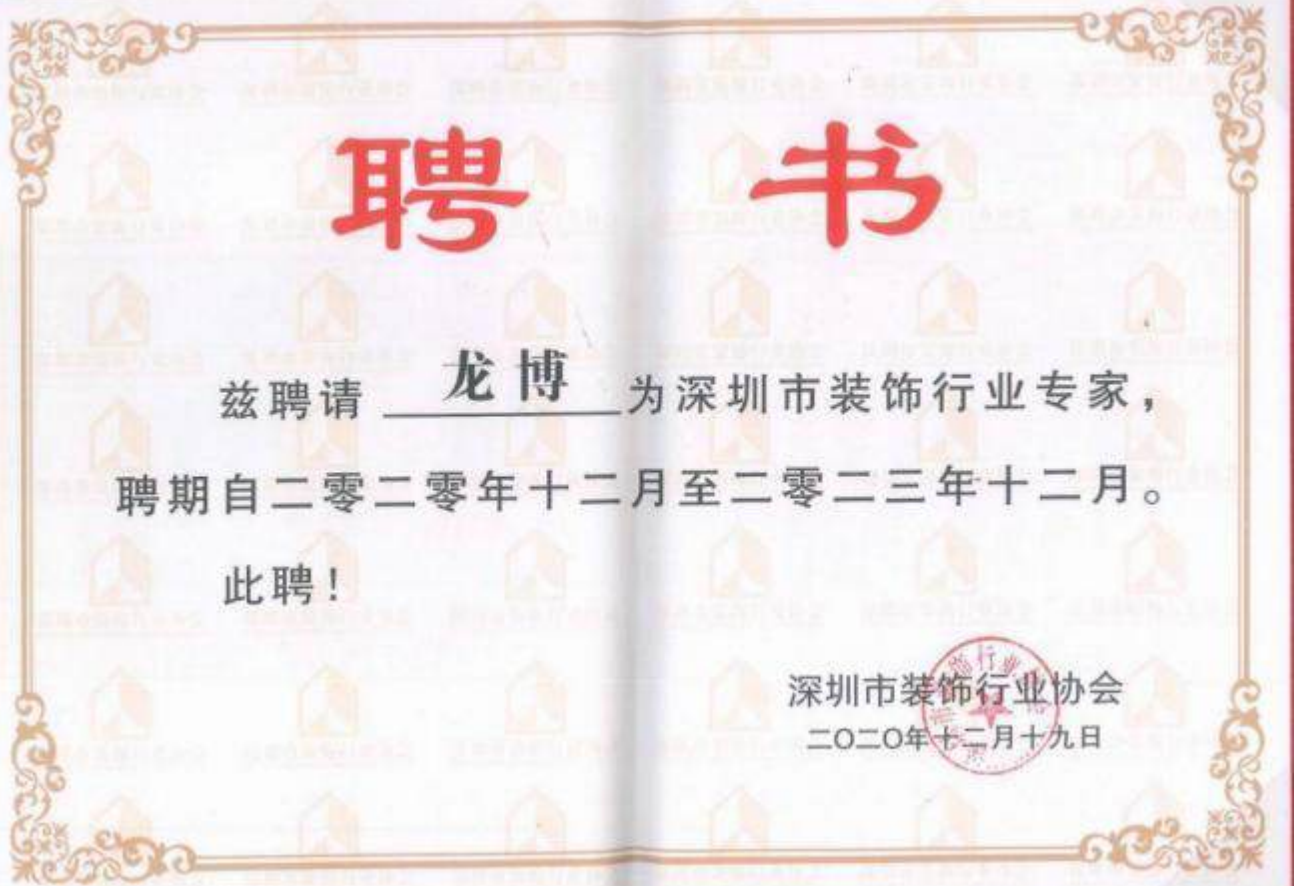 聘 书
兹聘请 龙博 为深圳市装饰行业专家，
聘期自二零二零年十二月至二零二三年十二月。
此聘！
深圳市装饰行业协会
二〇二〇年十二月十九日